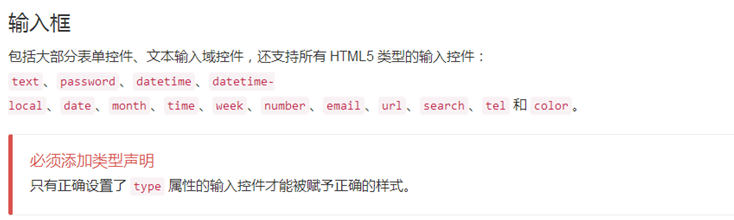 输入框
包括大部分表单控件、文本输入域控件，还支持所有 HTML5 类型的输入控件：
text、password、datetime、datetime-
local、date、month、time、week、number、email、url、search、tel 和 color。
必须添加类型声明
只有正确设置了 type 属性的输入控件才能被赋予正确的样式。